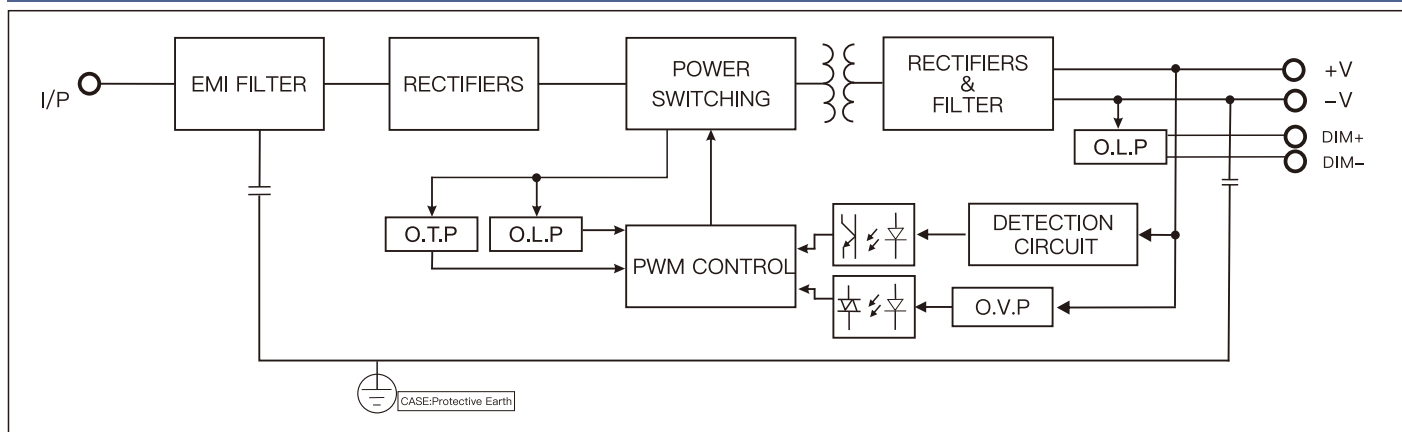 I/P
EMI FILTER
RECTIFIERS
POWER
SWITCHING
RECTIFIERS
&
FILTER
+V
−V
DIM+
DIM−
O.L.P
O.T.P
O.L.P
PWM CONTROL
DETECTION
CIRCUIT
O.V.P
CASE:Protective Earth